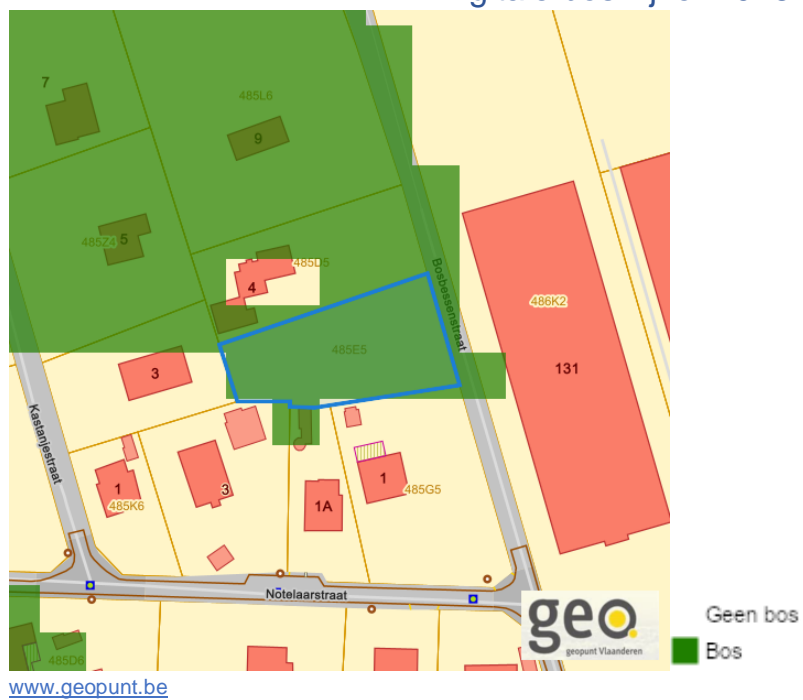 7
485L6
9
485Z4
5
485D5
4
Bosbessenstraat
485E5
486K2
131
3
Kastanjestraat
1
485K6
3
1A
1
485G5
Notelaarstraat
485D6
geo.
geopunt Vlaanderen
Geen bos
Bos
www.geopunt.be